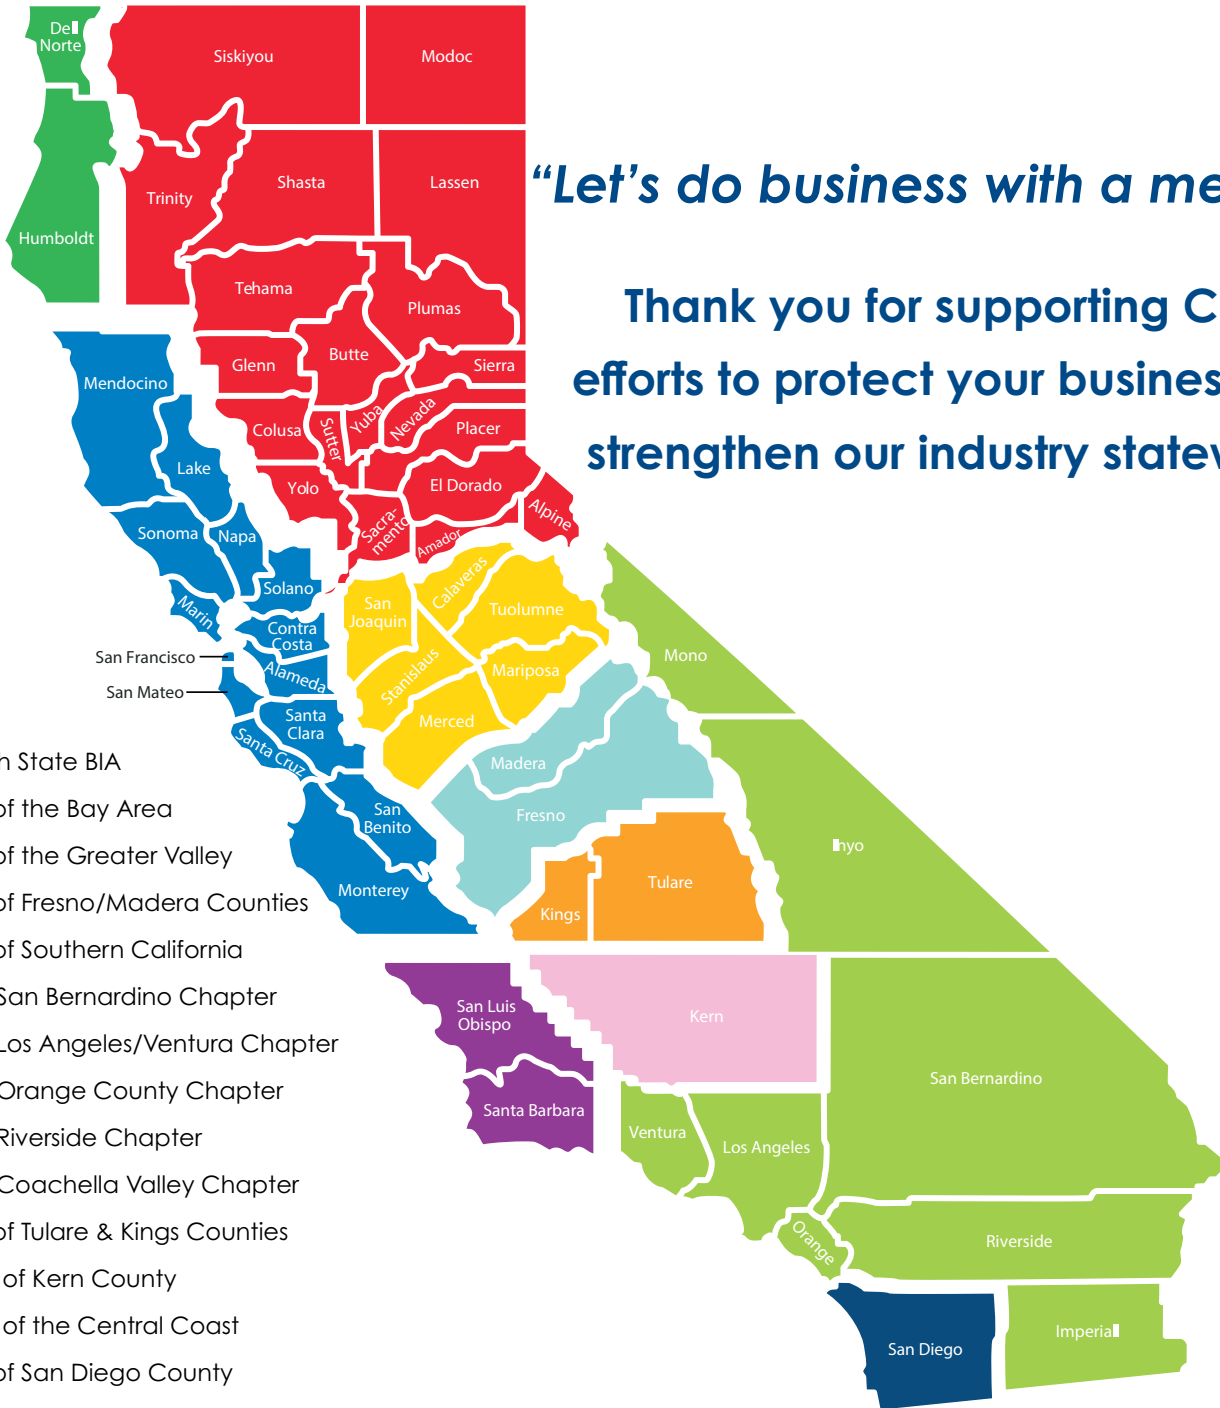 Del
Norte
Siskiyou
Modoc
Trinity
Shasta
Lassen
Humboldt
Tehama
Plumas
Glenn
Butte
Sierra
Mendocino
Colusa
Sutter
Yuba
Nevada
Placer
Lake
Yolo
El Dorado
Sonoma
Napa
Sacra-
mento
Amador
Alpine
Solano
Marin
Contra
Costa
San
Joaquin
Calaveras
Tuolumne
San Francisco
San Mateo
Alameda
Stanislaus
Mariposa
Mono
Santa
Clara
Santa Cruz
Merced
Madera
San
Benito
Fresno
Inyo
Monterey
Kings
Tulare
San Luis
Obispo
Kern
Santa Barbara
Ventura
Los Angeles
San Bernardino
Orange
Riverside
San Diego
Imperial
“Let’s do business with a me
Thank you for supporting C
efforts to protect your busines
strengthen our industry statev
h State BIA
of the Bay Area
of the Greater Valley
of Fresno/Madera Counties
of Southern California
San Bernardino Chapter
Los Angeles/Ventura Chapter
Orange County Chapter
Riverside Chapter
Coachella Valley Chapter
of Tulare & Kings Counties
of Kern County
of the Central Coast
of San Diego County